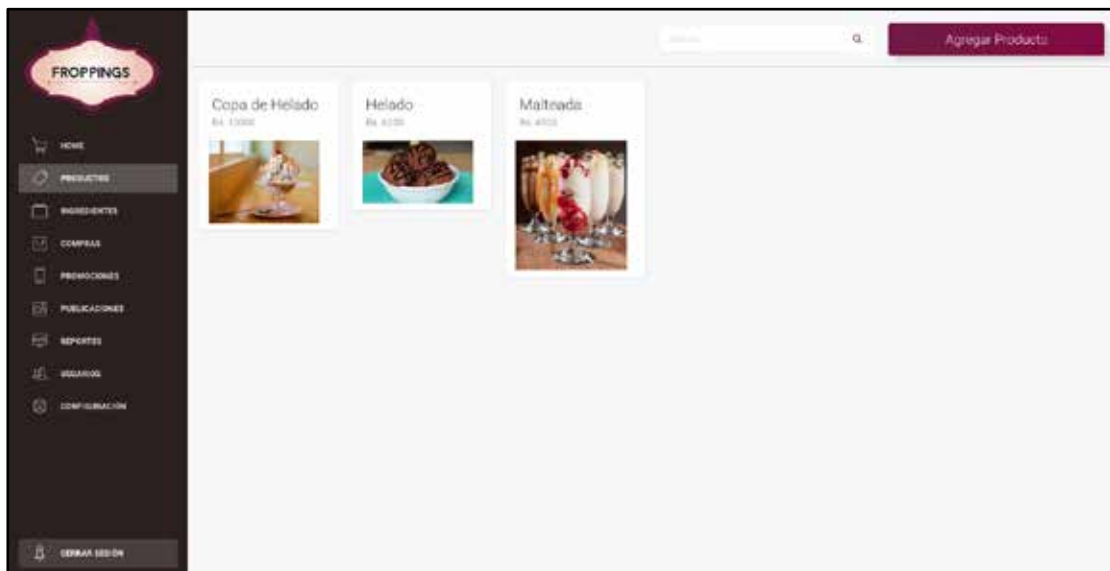 FROPPINGS
HOME
PRODUCTOS
INGREDIENTES
COMPRAS
PROMOCIONES
PUBLICACIONES
REPORTES
USUARIOS
CONFIGURACIÓN
CERRAR SESIÓN
Agregar Producto
Copa de Helado
Helado
Malteada